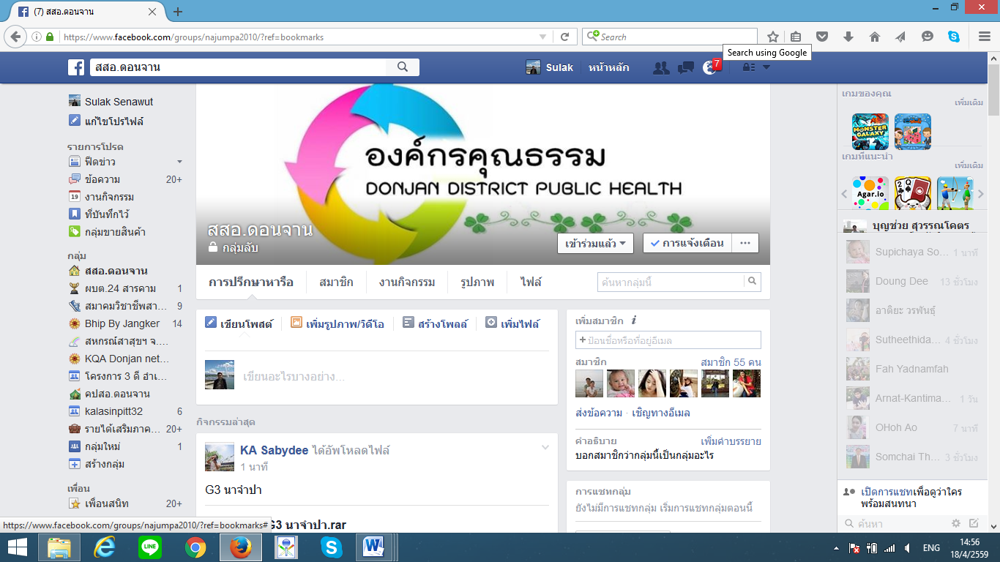 (7) สสอ.ดอนจาน
https://www.facebook.com/groups/najumpa2010/?ref=bookmarks
Search
Search using Google
สสอ.ดอนจาน
Sulak
หน้าหลัก
7
Sulak Senawut
แก้ไขโปรไฟล์
รายการโปรด
ฟีดข่าว
ข้อความ 20+
19 งานกิจกรรม
ที่บันทึกไว้
กลุ่มขายสินค้า
กลุ่ม
สสอ.ดอนจาน
ผบต.24 สารคาม 1
สมาคมวิชาชีพสา... 9
Bhip By Jangker 14
สหกรณ์สาสุขฯ จ....
KQA Donjan net...
โครงการ 3 ดี อำเ...
คปสอ.ดอนจาน
kalasinpitt32 6
รายได้เสริมภาค... 20+
กลุ่มใหม่ 1
สร้างกลุ่ม
เพื่อน
เพื่อนสนิท 20+
องค์กรคุณธรรม
DONJAN DISTRICT PUBLIC HEALTH
สสอ.ดอนจาน
กลุ่มลับ
เข้าร่วมแล้ว
การแจ้งเตือน
...
การปรึกษาหารือ
สมาชิก
งานกิจกรรม
รูปภาพ
ไฟล์
ค้นหากลุ่มนี้
เขียนโพสต์
เพิ่มรูปภาพ/วิดีโอ
สร้างโพลล์
เพิ่มไฟล์
เขียนอะไรบางอย่าง...
กิจกรรมล่าสุด
KA Sabydee ได้อัพโหลดไฟล์
1 นาที
G3 นาจำปา
G3 นาจำปา.rar
เพิ่มสมาชิก i
+ ป้อนชื่อหรือที่อยู่อีเมล
สมาชิก
สมาชิก 55 คน
ส่งข้อความ · เชิญทางอีเมล
คำอธิบาย
เพิ่มคำบรรยาย
บอกสมาชิกว่ากลุ่มนี้เป็นกลุ่มอะไร
การแชทกลุ่ม
ยังไม่มีการแชทกลุ่ม เริ่มการแชทกลุ่มตอนนี้
เกมของคุณ
เพิ่มเติม
MONSTER GALAXY
เกมที่แนะนำ
เพิ่มเติม
Agar.io
บุญช่วย สุวรรณโคตร
Supichaya So... 1 นาที
Doung Dee 13 ชั่วโมง
อาติยะ วรพันธุ์
Sutheethida... 4 ชั่วโมง
Fah Yadnamfah
Arnat-Kantima... 1 วัน
OHoh Ao 7 นาที
Somchai Th... 3 ชั่วโมง
เปิดการแชทเพื่อดูว่าใคร
พร้อมสนทนา
ค้นหา
https://www.facebook.com/groups/najumpa2010/?ref=bookmarks#
LINE
ENG
14:56
18/4/2559